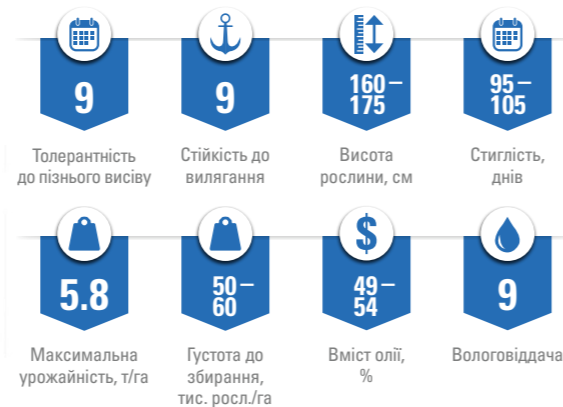 9
Толерантність
до пізнього висіву
9
Стійкість до
вилягання
160–
175
Висота
рослини, см
95–
105
Стиглість,
днів
5.8
Максимальна
урожайність, т/га
50–
60
Густота до
збирання,
тис. росл./га
$
49–
54
Вміст олії,
%
9
Вологовіддача